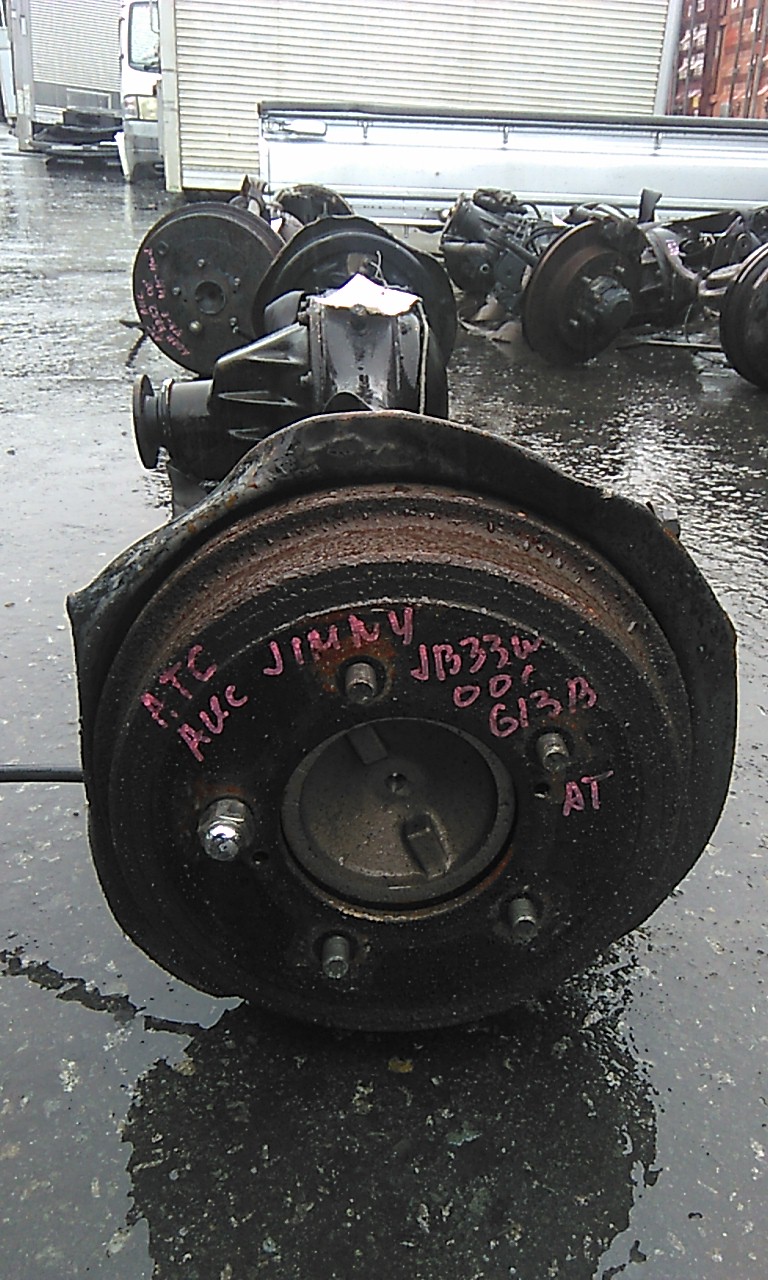 ATC JIMNY JB33W
AUC 00'
G13B
AT